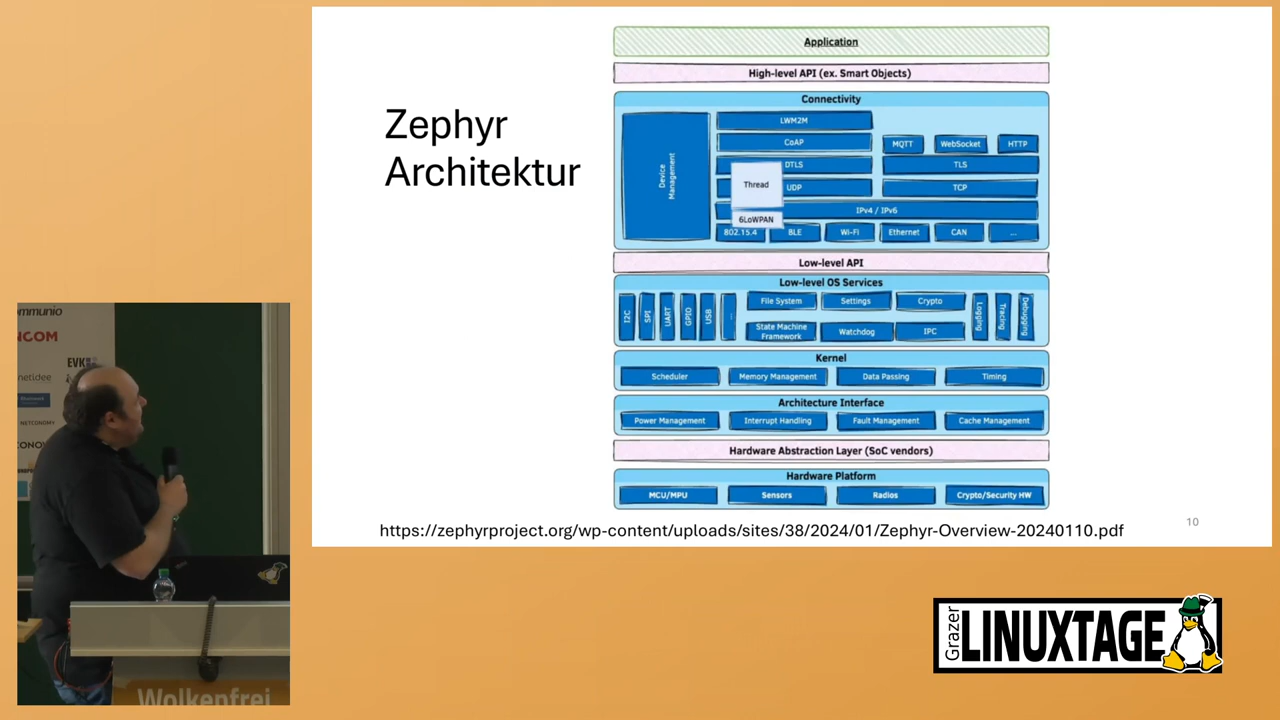 Zephyr
Architektur
Application
High-level API (ex. Smart Objects)
Connectivity
Device
Management
LWM2M
CoAP
DTLS
UDP
Thread
6LoWPAN
MQTT
WebSocket
HTTP
TLS
TCP
IPv4 / IPv6
802.15.4
BLE
Wi-Fi
Ethernet
CAN
...
Low-level API
Low-level OS Services
I2C
SPI
UART
GPIO
USB
...
File System
Settings
Crypto
State Machine
Framework
Watchdog
IPC
Logging
Tracing
Debugging
Kernel
Scheduler
Memory Management
Data Passing
Timing
Architecture Interface
Power Management
Interrupt Handling
Fault Management
Cache Management
Hardware Abstraction Layer (SoC vendors)
Hardware Platform
MCU/MPU
Sensors
Radios
Crypto/Security HW
https://zephyrproject.org/wp-content/uploads/sites/38/2024/01/Zephyr-Overview-20240110.pdf
10
EVK
netidee
NETCONOMY
Wolkenfrei
Grazer
LINUXTAGE